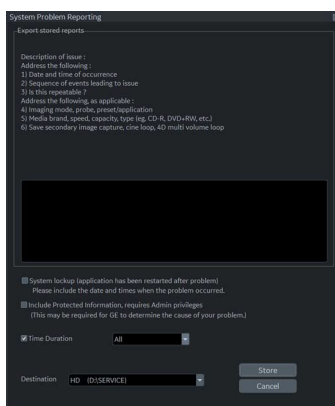 System Problem Reporting
Export stored reports
Description of issue :
Address the following :
1) Date and time of occurrence
2) Sequence of events leading to issue
3) Is this repeatable ?
Address the following, as applicable :
4) Imaging mode, probe, preset/application
5) Media brand, speed, capacity, type (eg. CD-R, DVD+RW, etc,)
6) Save secondary image capture, cine loop, 4D multi volume loop
System lockup (application has been restarted after problem)
Please include the date and times when the problem occurred.
Include Protected Information, requires Admin privileges
(This may be required for GE to determine the cause of your problem.)
Time Duration All
Store
Destination HD (D:\SERVICE)
Cancel